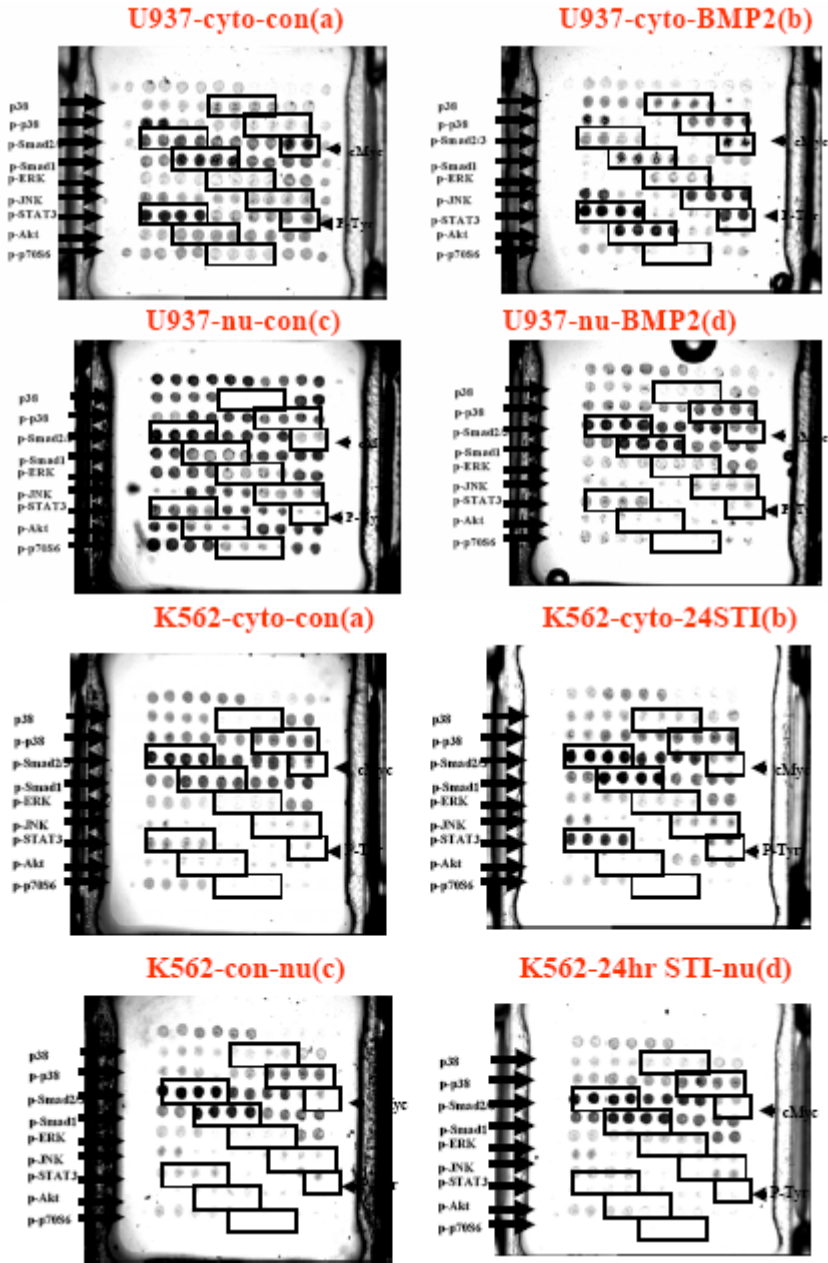 U937-cyto-con(a)
p38
p-p38
p-Smad2/
cMyc
p-Smad1
p-ERK
p-JNK
p-STAT3
P-Tyr
p-Akt
p-p70S6
U937-cyto-BMP2(b)
p38
p-p38
p-Smad2/3
cMyc
p-Smad1
p-ERK
p-JNK
p-STAT3
P-Tyr
p-Akt
p-p70S6
U937-nu-con(c)
p38
p-p38
p-Smad2/
p-Smad1
p-ERK
p-JNK
p-STAT3
p-Akt
p-p70S6
U937-nu-BMP2(d)
p38
p-p38
p-Smad2/
p-Smad1
p-ERK
p-JNK
p-STAT3
p-Akt
p-p70S6
K562-cyto-con(a)
p38
p-p38
p-Smad2/
cMyc
p-Smad1
p-ERK
p-JNK
p-STAT3
P-Tyr
p-Akt
p-p70S6
K562-cyto-24STI(b)
p38
p-p38
p-Smad2/
cMyc
p-Smad1
p-ERK
p-JNK
p-STAT3
P-Tyr
p-Akt
p-p70S6
K562-con-nu(c)
p38
p-p38
p-Smad2/
p-Smad1
p-ERK
p-JNK
p-STAT3
p-Akt
p-p70S6
K562-24hr STI-nu(d)
p38
p-p38
p-Smad2/
cMyc
p-Smad1
p-ERK
p-JNK
p-STAT3
P-Tyr
p-Akt
p-p70S6